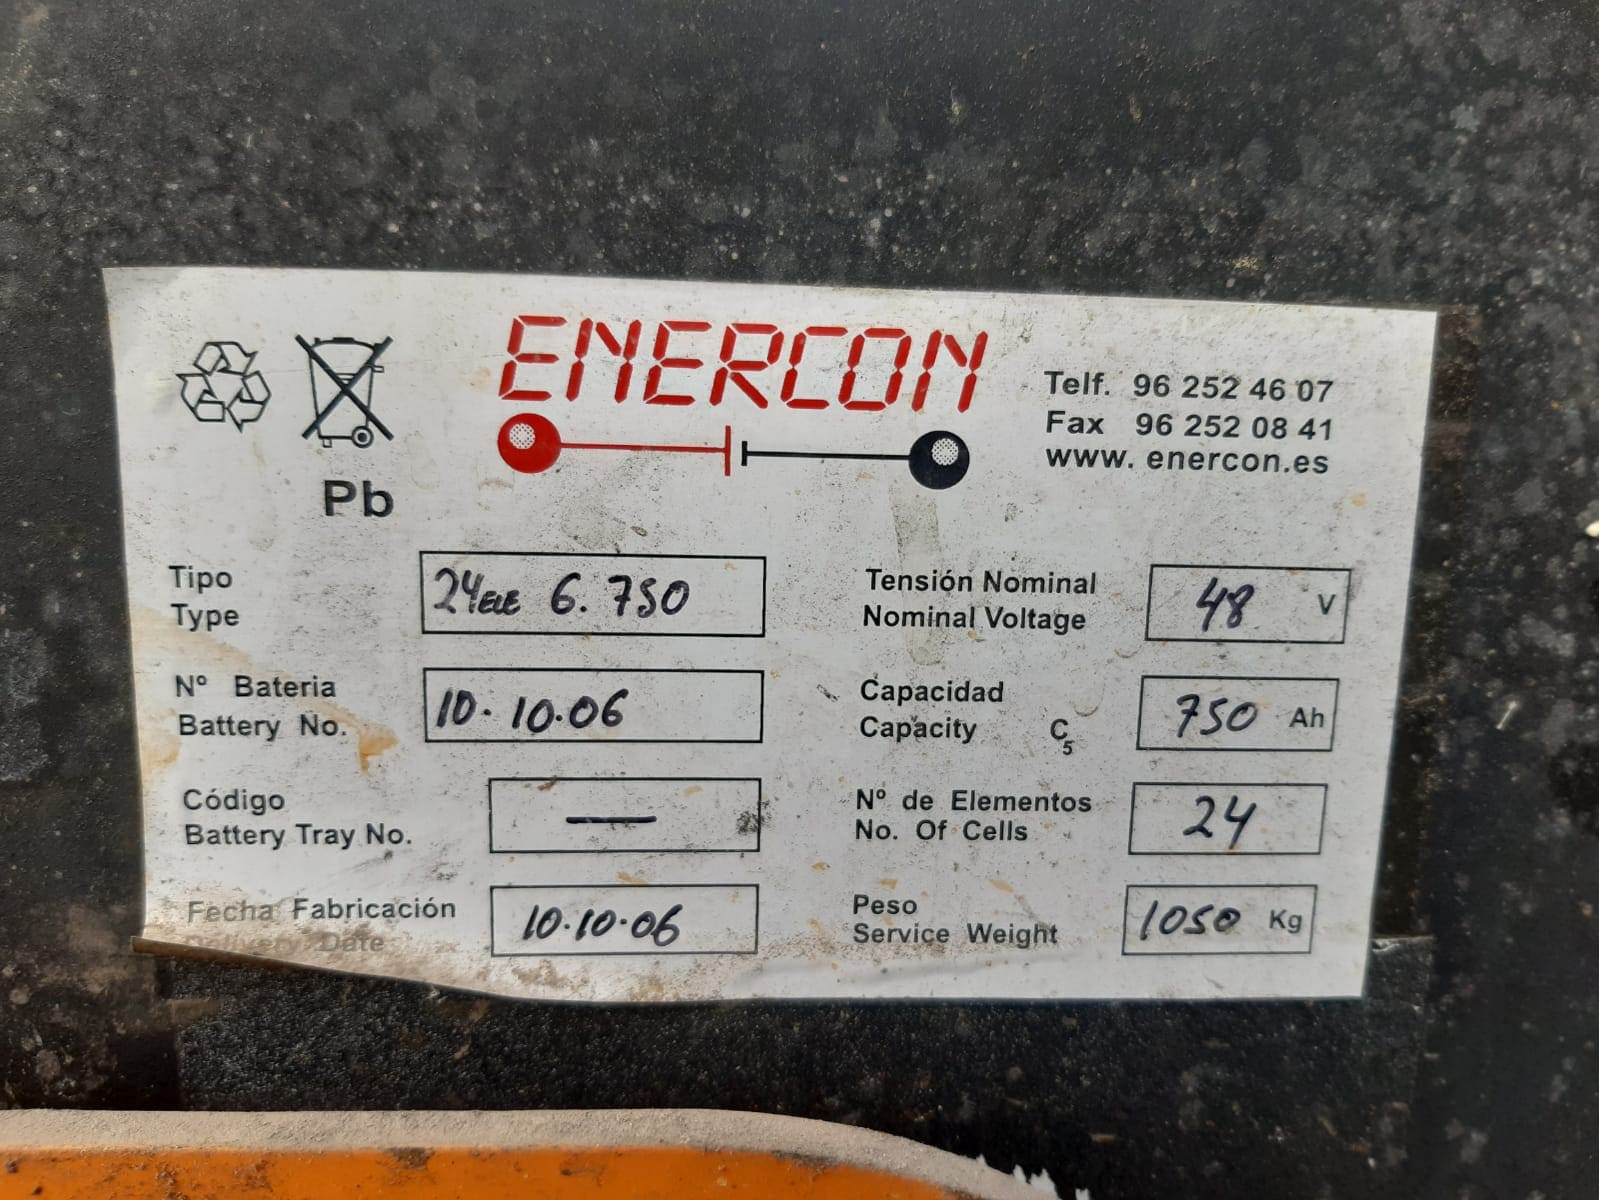 ENERCON
Telf. 96 252 46 07
Fax 96 252 08 41
www. enercon.es
Pb
Tipo
Type
24ELE 6.750
Tensión Nominal
Nominal Voltage
48 V
Nº Bateria
Battery No.
10. 10.06
Capacidad
Capacity C5
750 Ah
Código
Battery Tray No.
—
Nº de Elementos
No. Of Cells
24
Fecha Fabricación
Delivery Date
10.10.06
Peso
Service Weight
1050 Kg